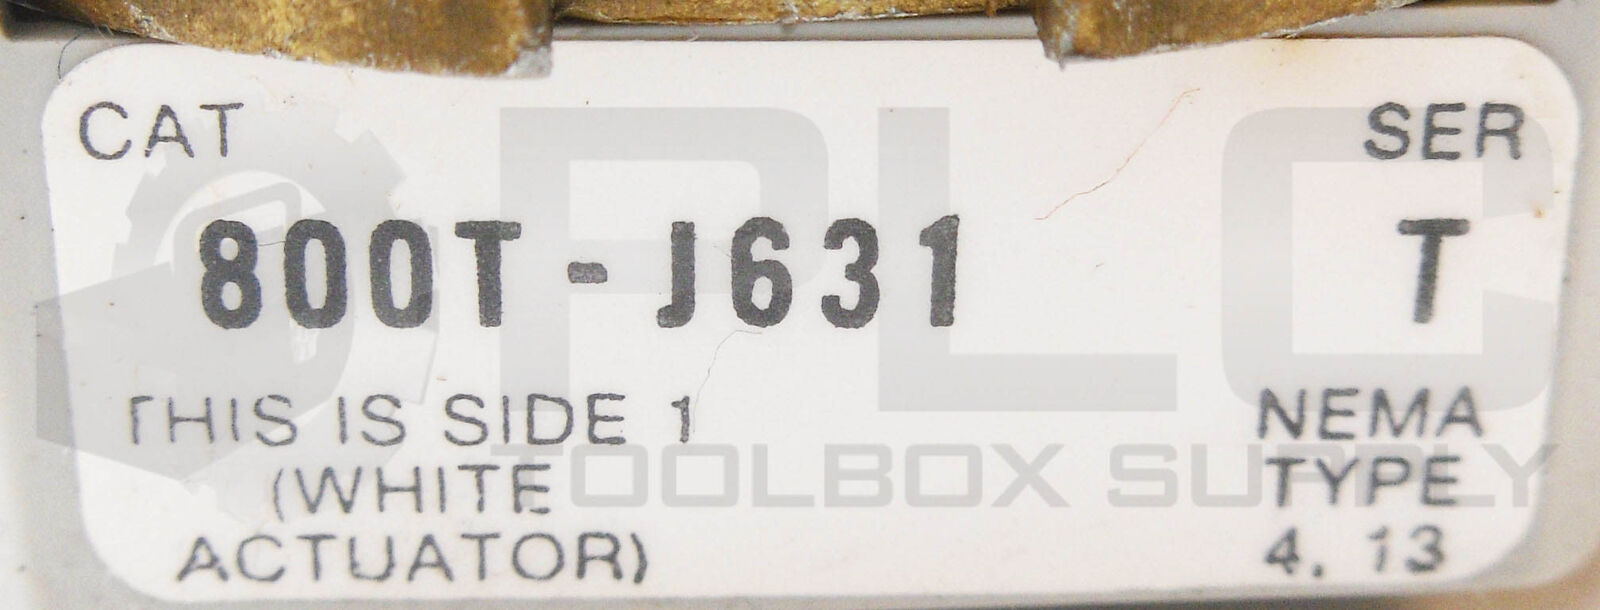 CAT
SER
800T-J631
T
THIS IS SIDE 1
(WHITE
ACTUATOR)
NEMA
TYPE
4. 13
PLC
TOOLBOX SUPPLY